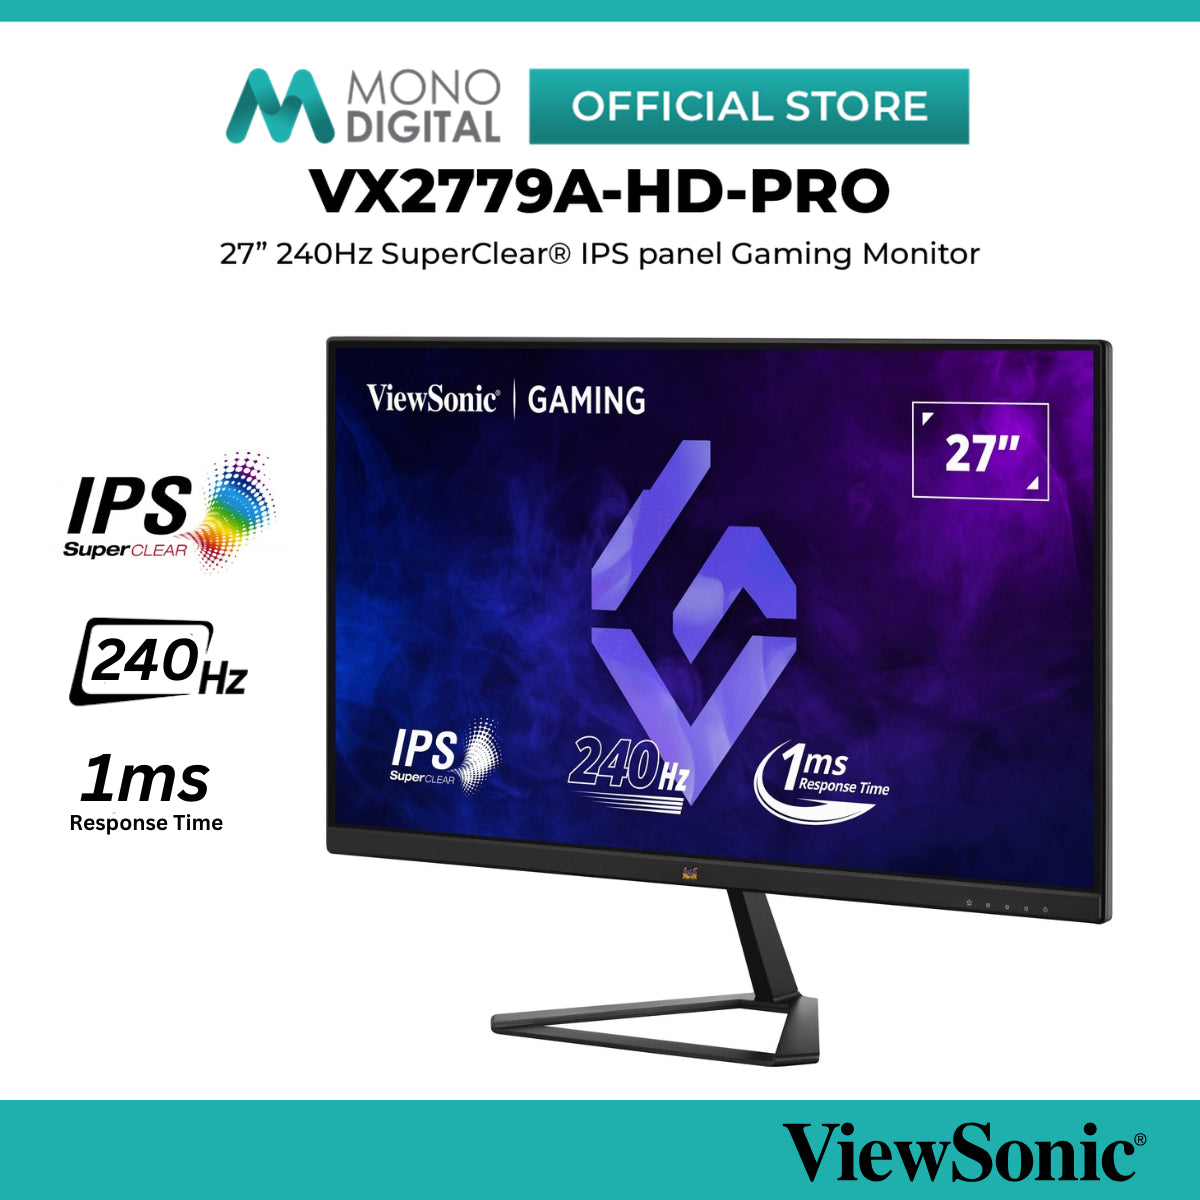 MONO
DIGITAL
OFFICIAL STORE
VX2779A-HD-PRO
27” 240Hz SuperClear® IPS panel Gaming Monitor
ViewSonic® | GAMING
27"
IPS
SuperCLEAR
240Hz
1ms
Response Time
IPS
SuperCLEAR
240Hz
1ms
Response Time
ViewSonic®